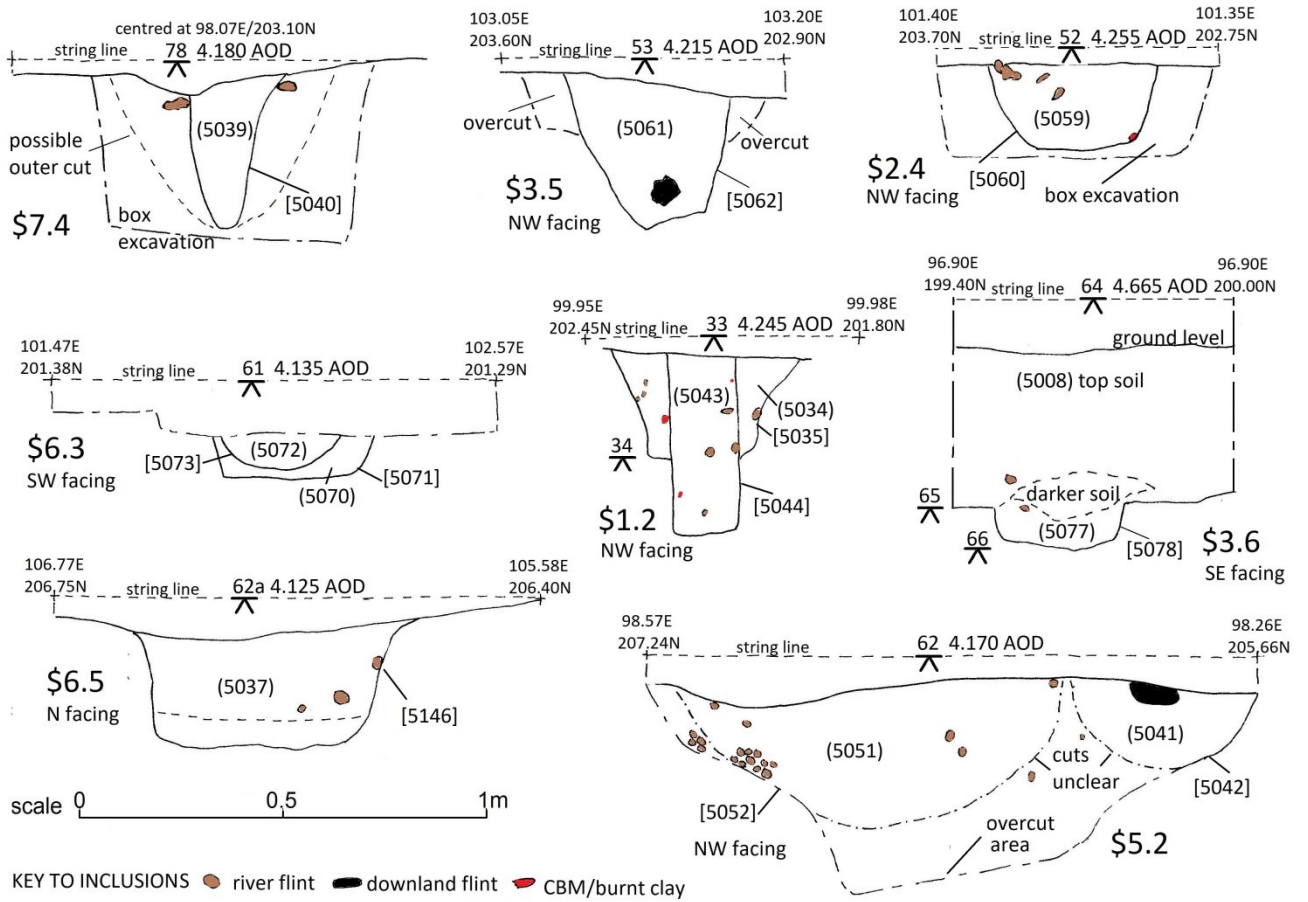 centred at 98.07E/203.10N
string line 78 4.180 AOD
(5039)
possible
outer cut
[5040]
$7.4
box
excavation
103.05E
203.60N
103.20E
202.90N
string line 53 4.215 AOD
overcut
(5061)
overcut
$3.5
NW facing
[5062]
101.40E
203.70N
101.35E
202.75N
string line 52 4.255 AOD
(5059)
$2.4
NW facing
[5060]
box excavation
101.47E
201.38N
102.57E
201.29N
string line 61 4.135 AOD
$6.3
SW facing
(5072)
[5073]
[5071]
(5070)
99.95E
202.45N
99.98E
201.80N
string line 33 4.245 AOD
(5043)
(5034)
[5035]
34
[5044]
$1.2
NW facing
96.90E
199.40N
96.90E
200.00N
string line 64 4.665 AOD
ground level
(5008) top soil
darker soil
65
(5077)
66
[5078]
$3.6
SE facing
106.77E
206.75N
105.58E
206.40N
string line 62a 4.125 AOD
$6.5
N facing
(5037)
[5146]
98.57E
207.24N
98.26E
205.66N
string line 62 4.170 AOD
(5051)
(5041)
cuts
unclear
[5052]
[5042]
NW facing
overcut
area
$5.2
scale 0 0.5 1m
KEY TO INCLUSIONS river flint downland flint CBM/burnt clay